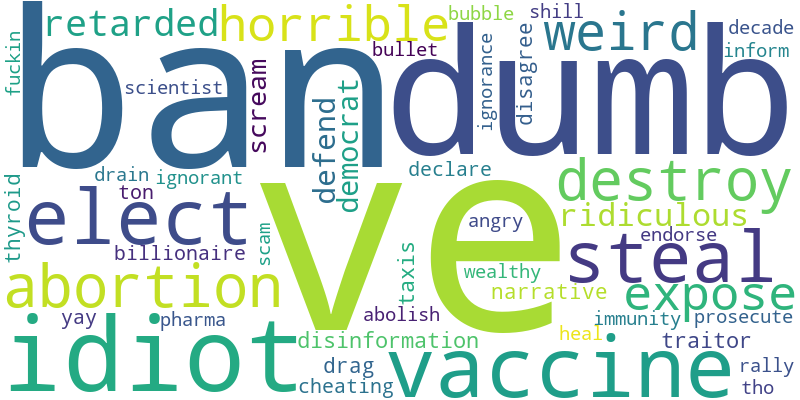 retarded
horrible
bubble
shill
weird
decade
inform
fuckin
ban
dumb
scientist
scream
bullet
ignorance
disagree
defend
democrat
thyroid
drain
ignorant
declare
destroy
ton
elect
ve
angry
ridiculous
endorse
billionaire
scam
taxis
wealthy
steal
abortion
narrative
expose
yay
pharma
abolish
immunity
prosecute
idiot
disinformation
heal
traitor
drag
cheating
vaccine
rally
tho